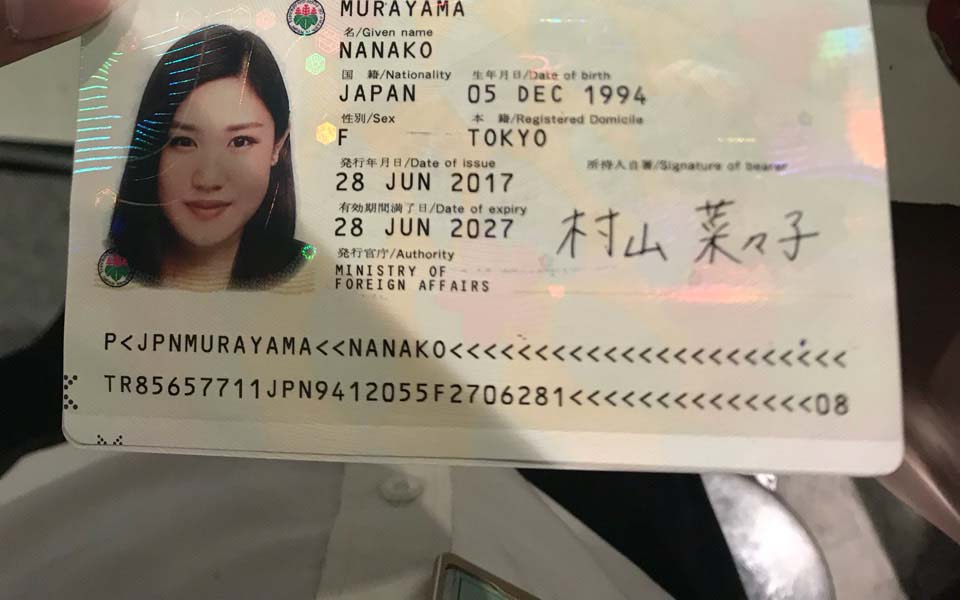 MURAYAMA
名/Given name
NANAKO
国 籍/Nationality 生年月日/Date of birth
JAPAN 05 DEC 1994
性別/Sex 本 籍/Registered Domicile
F TOKYO
発行年月日/Date of issue 所持人自署/Signature of bearer
28 JUN 2017
有効期間満了日/Date of expiry
28 JUN 2027
村山 菜々子
発行官庁/Authority
MINISTRY OF
FOREIGN AFFAIRS
P<JPNMURAYAMA<<NANAKO<<<<<<<<<<<<<<<<<<<<<<<
TR85657711JPN9412055F2706281<<<<<<<<<<<<<<08